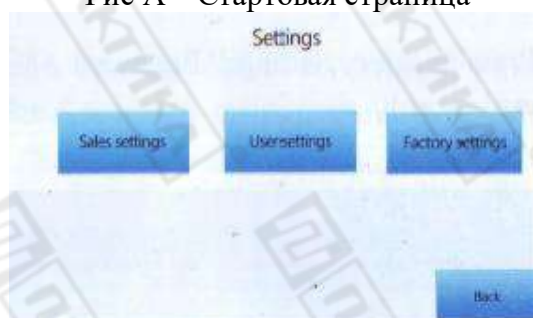 Рис А – Стартовая страница
Settings
Sales settings
Usersettings
Factory settings
Back